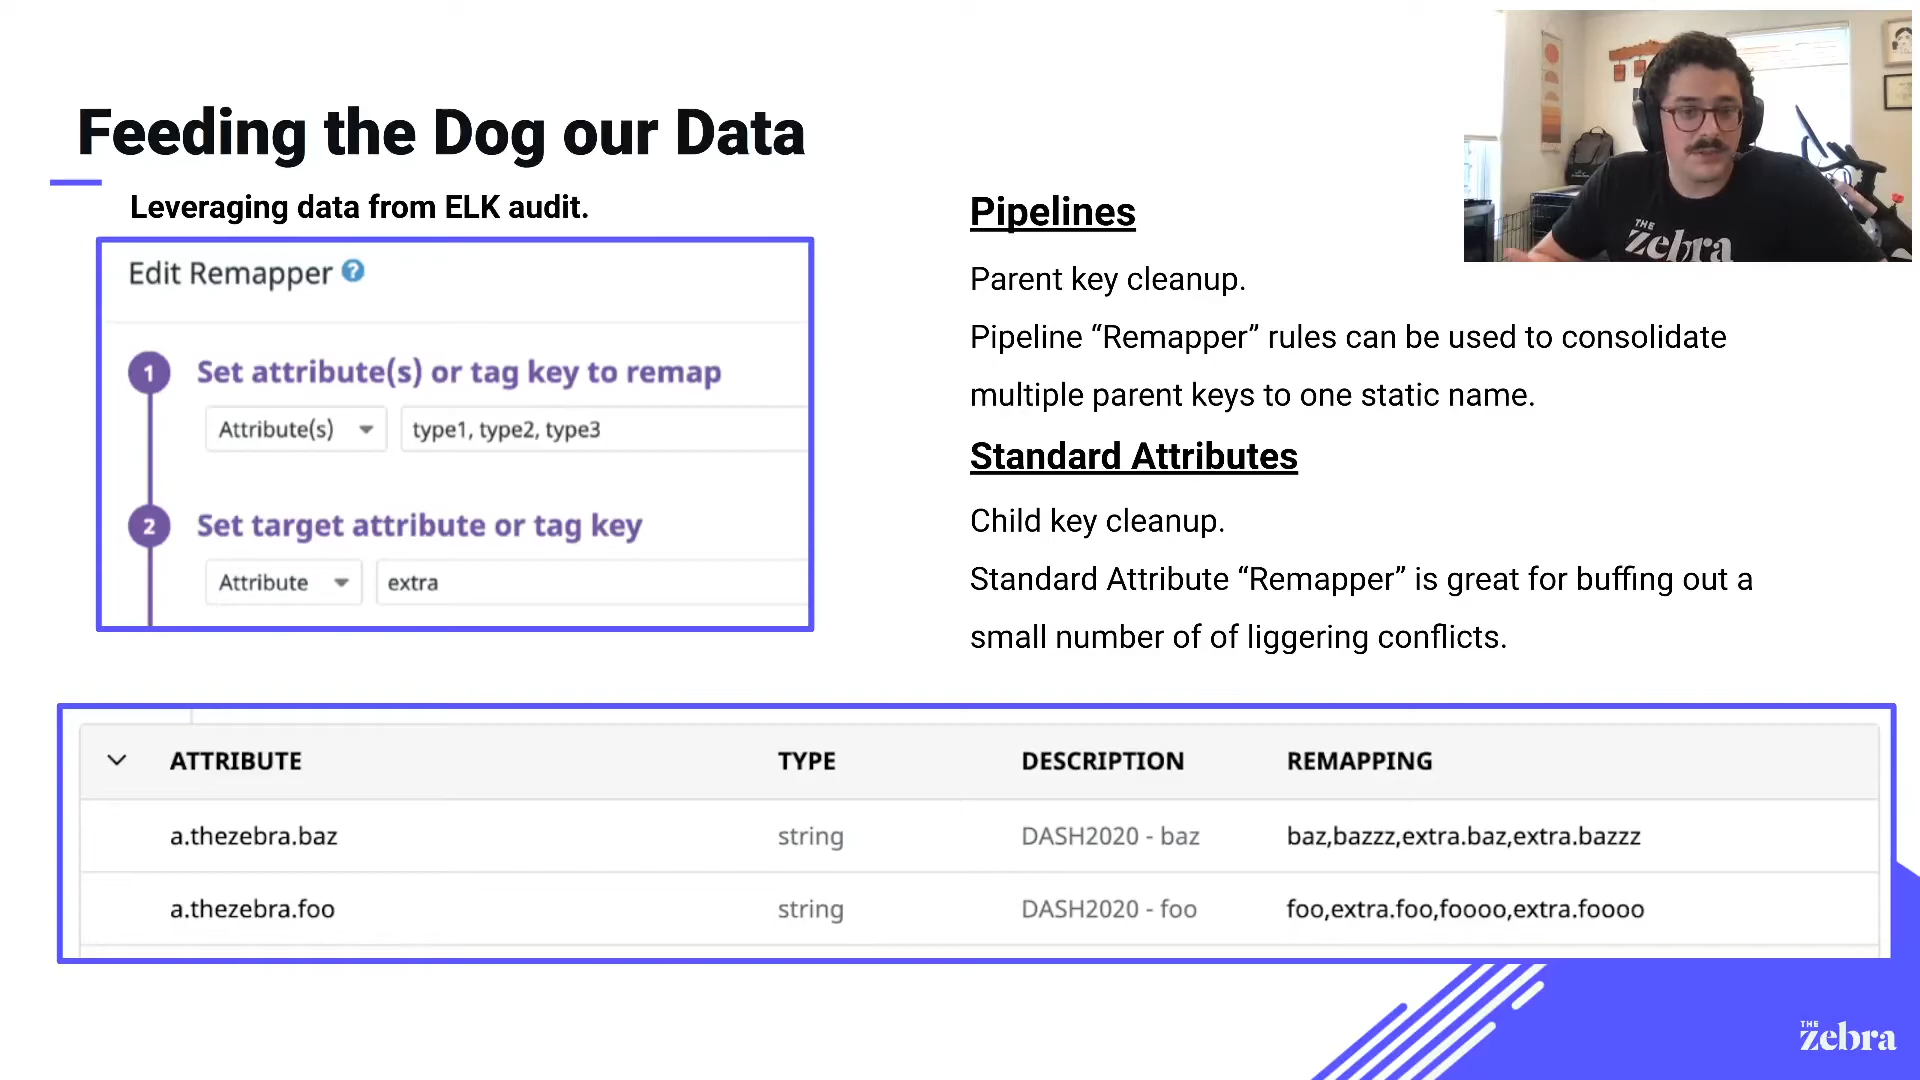 Feeding the Dog our Data
Leveraging data from ELK audit.
Edit Remapper ?
1 Set attribute(s) or tag key to remap
Attribute(s) type1, type2, type3
2 Set target attribute or tag key
Attribute extra
Pipelines
Parent key cleanup.
Pipeline “Remapper” rules can be used to consolidate
multiple parent keys to one static name.
Standard Attributes
Child key cleanup.
Standard Attribute “Remapper” is great for buffing out a
small number of of liggering conflicts.
THE
zebra
ATTRIBUTE TYPE DESCRIPTION REMAPPING
a.thezebra.baz string DASH2020 - baz baz,bazzz,extra.baz,extra.bazzz
a.thezebra.foo string DASH2020 - foo foo,extra.foo,foooo,extra.foooo
THE
zebra